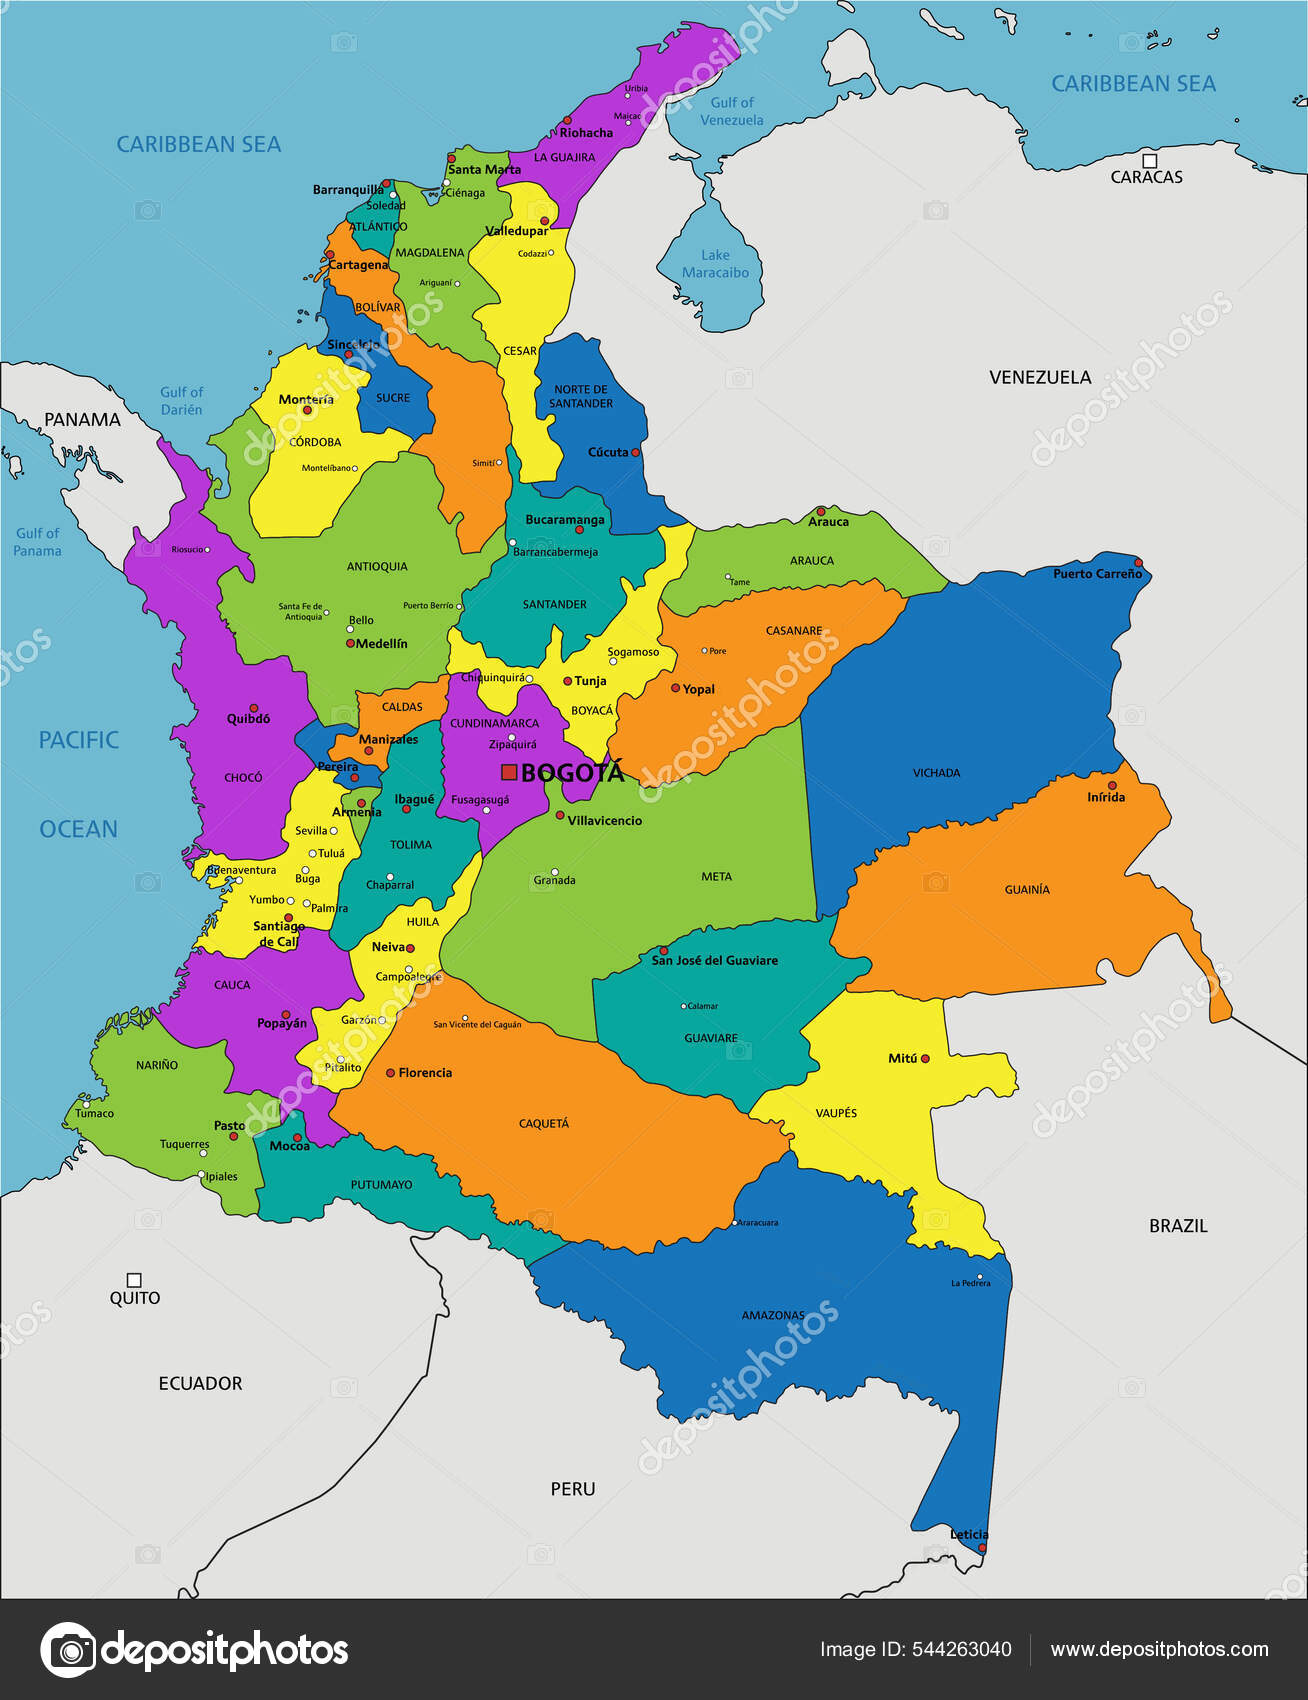 CARIBBEAN SEA
CARIBBEAN SEA
Gulf of
Venezuela
CARACAS
Lake
Maracaibo
VENEZUELA
Uribia
Maicao
Riohacha
LA GUAJIRA
Santa Marta
Ciénaga
Barranquilla
Soledad
ATLÁNTICO
MAGDALENA
Valledupar
Codazzi
Ariguaní
Cartagena
BOLÍVAR
Sincelejo
CESAR
NORTE DE
SANTANDER
SUCRE
Montería
CÓRDOBA
Montelíbano
Simití
Cúcuta
Gulf of
Darién
PANAMA
Gulf of
Panama
Riosucio
ANTIOQUIA
Bucaramanga
Barrancabermeja
SANTANDER
Arauca
ARAUCA
Tame
Puerto Carreño
Santa Fe de
Antioquia
Bello
Medellín
Puerto Berrío
CASANARE
Pore
Yopal
Sogamoso
Chiquinquirá
Tunja
BOYACÁ
Quibdó
CHOCÓ
CALDAS
Manizales
Pereira
Armenia
CUNDINAMARCA
Zipaquirá
BOGOTÁ
Fusagasugá
Ibagué
TOLIMA
Chaparral
Villavicencio
Granada
META
VICHADA
Inírida
GUAINÍA
PACIFIC
OCEAN
Sevilla
Tuluá
Buenaventura
Buga
Yumbo
Palmira
Santiago
de Cali
HUILA
Neiva
Campoalegre
Garzón
Pitalito
CAUCA
Popayán
San José del Guaviare
Calamar
GUAVIARE
San Vicente del Caguán
Florencia
CAQUETÁ
Mitú
VAUPÉS
NARIÑO
Tumaco
Pasto
Tuquerres
Ipiales
Mocoa
PUTUMAYO
Araracuara
AMAZONAS
La Pedrera
Leticia
BRAZIL
QUITO
ECUADOR
PERU
depositphotos
depositphotos
depositphotos
depositphotos
depositphotos
depositphotos
depositphotos
depositphotos
Image ID: 544263040
www.depositphotos.com